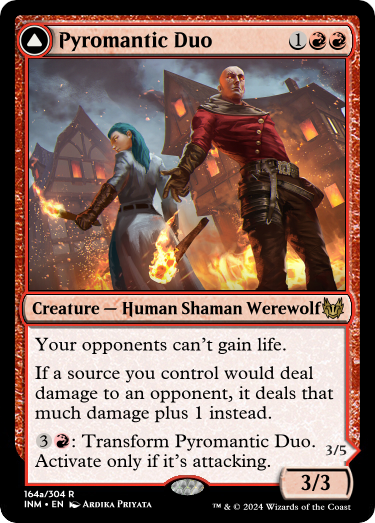 Pyromantic Duo 1
Creature — Human Shaman Werewolf
Your opponents can't gain life.
If a source you control would deal
damage to an opponent, it deals that
much damage plus 1 instead.
3 : Transform Pyromantic Duo.
Activate only if it's attacking.
3/5
3/3
164a/304 R
INM • EN Ardika Priyata
™ & © 2024 Wizards of the Coast